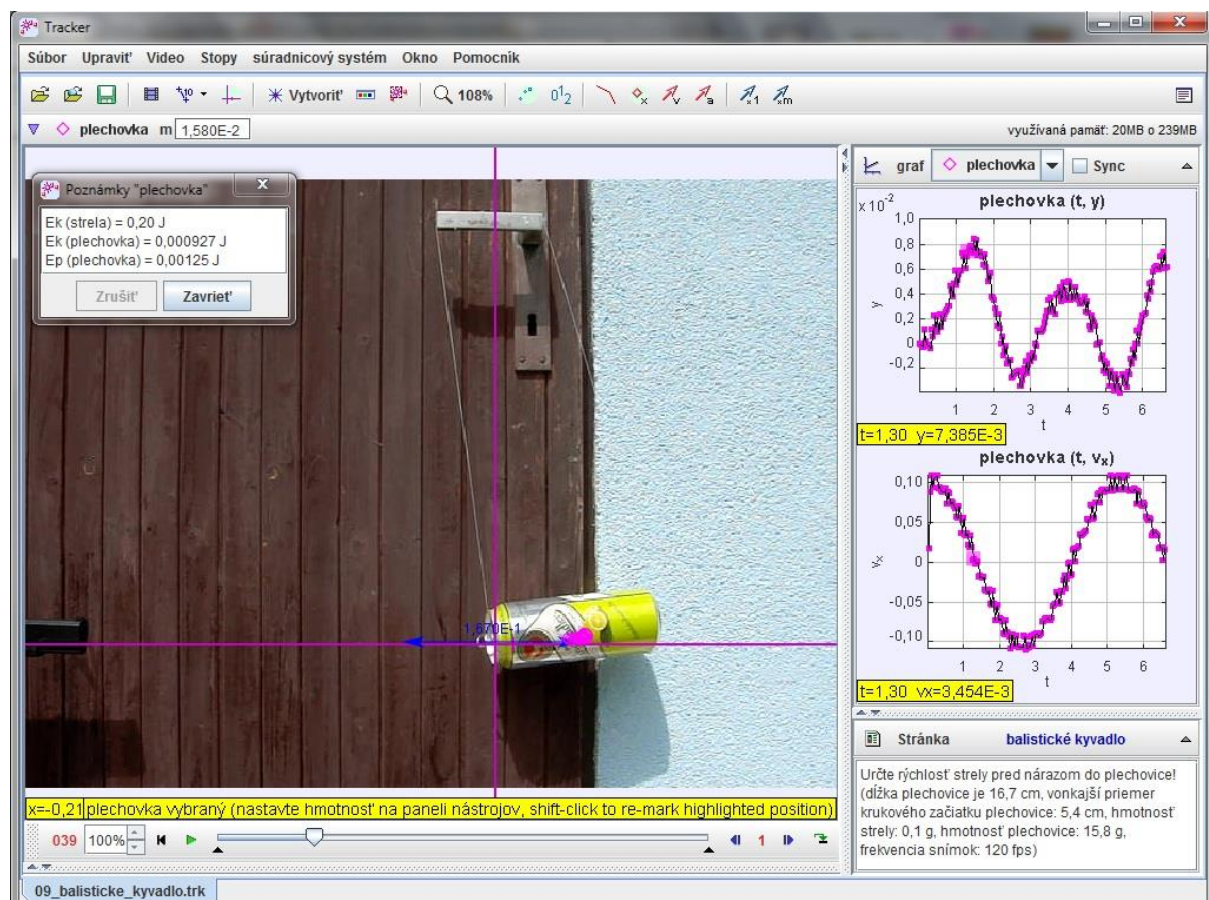 Tracker
Súbor Upraviť Video Stopy súradnicový systém Okno Pomocník
Vytvoriť 108%
plechovka m 1,580E-2
využívaná pamäť: 20MB o 239MB
Poznámky "plechovka"
Ek (strela) = 0,20 J
Ek (plechovka) = 0,000927 J
Ep (plechovka) = 0,00125 J
Zrušiť Zavrieť
1,670E-1
x=-0,21 plechovka vybraný (nastavte hmotnosť na paneli nástrojov, shift-click to re-mark highlighted position)
039 100% 1
09_balisticke_kyvadlo.trk
graf plechovka Sync
plechovka (t, y)
x10-2
1,0
0,8
0,6
0,4
0,2
0
-0,2
y
1 2 3 4 5 6
t
t=1,30 y=7,385E-3
plechovka (t, vx)
0,10
0,05
0
-0,05
-0,10
vx
1 2 3 4 5 6
t
t=1,30 vx=3,454E-3
Stránka balistické kyvadlo
Určte rýchlosť strely pred nárazom do plechovice!
(dĺžka plechovice je 16,7 cm, vonkajší priemer
krukového začiatku plechovice: 5,4 cm, hmotnosť
strely: 0,1 g, hmotnosť plechovice: 15,8 g,
frekvencia snímok: 120 fps)